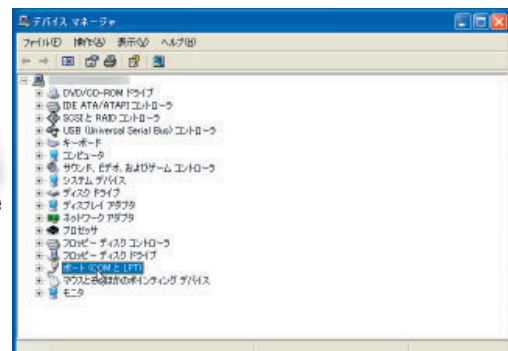 デバイス マネージャ
ファイル(F) 操作(A) 表示(V) ヘルプ(H)
DVD/CD-ROM ドライブ
IDE ATA/ATAPI コントローラ
SCSI と RAID コントローラ
USB (Universal Serial Bus) コントローラ
キーボード
コンピュータ
サウンド、ビデオ、およびゲーム コントローラ
システム デバイス
ディスク ドライブ
ディスプレイ アダプタ
ネットワーク アダプタ
プロセッサ
フロッピー ディスク コントローラ
フロッピー ディスク ドライブ
ポート (COM と LPT)
マウスとそのほかのポインティング デバイス
モニタ